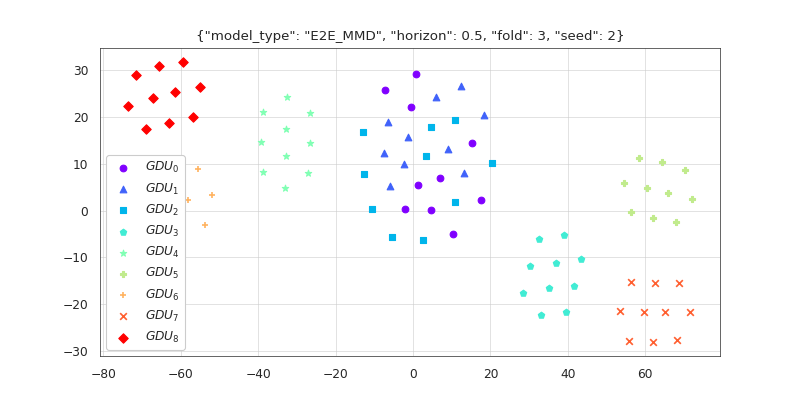 {"model_type": "E2E_MMD", "horizon": 0.5, "fold": 3, "seed": 2}
30
20
10
0
−10
−20
−30
GDU0
GDU1
GDU2
GDU3
GDU4
GDU5
GDU6
GDU7
GDU8
−80 −60 −40 −20 0 20 40 60